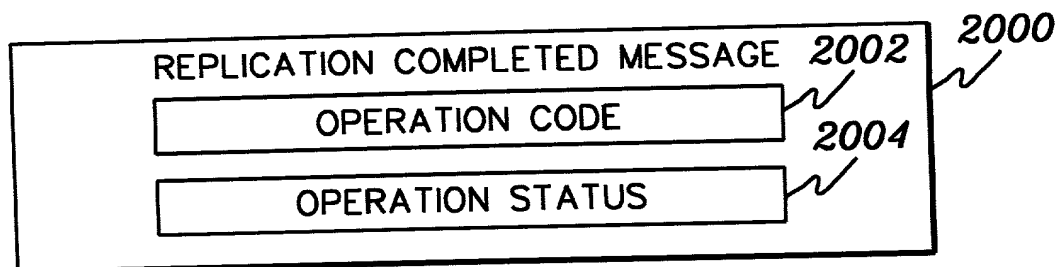 2000
REPLICATION COMPLETED MESSAGE 2002
OPERATION CODE
2004
OPERATION STATUS